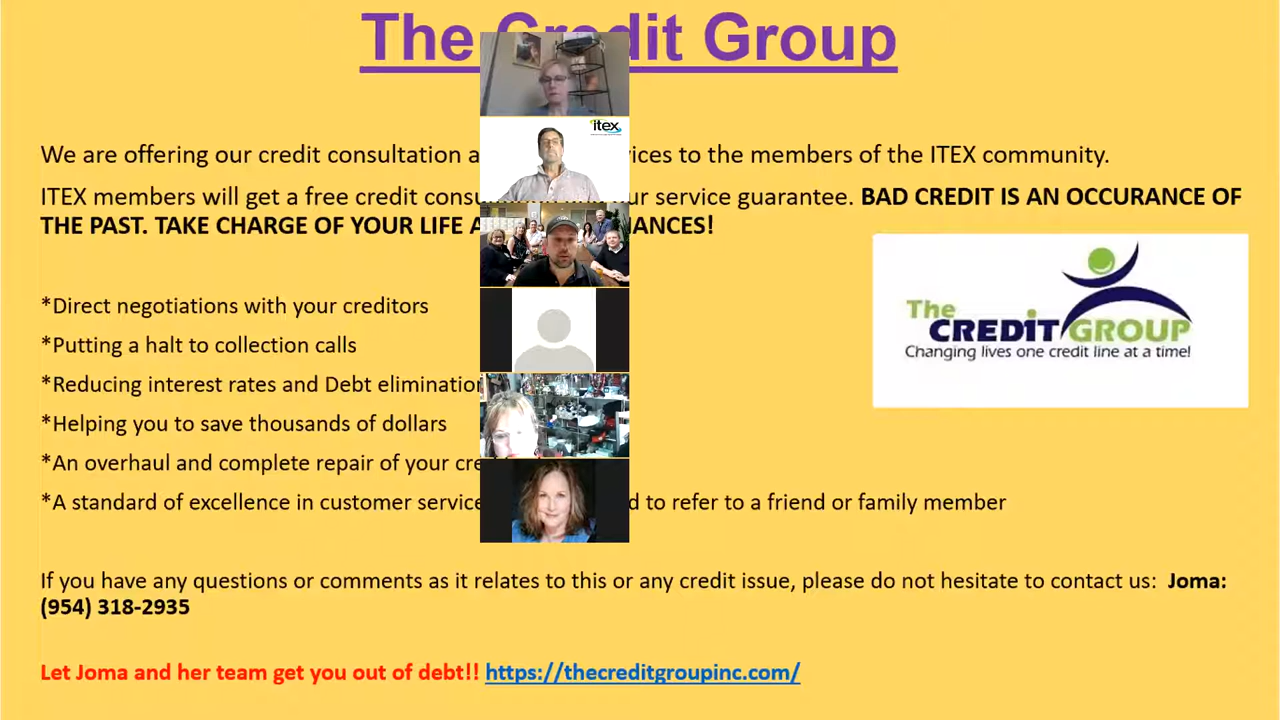 The Credit Group
We are offering our credit consultation a vices to the members of the ITEX community.
ITEX members will get a free credit consu ur service guarantee. BAD CREDIT IS AN OCCURANCE OF
THE PAST. TAKE CHARGE OF YOUR LIFE A NANCES!
itex
*Direct negotiations with your creditors
*Putting a halt to collection calls
*Reducing interest rates and Debt elimination
*Helping you to save thousands of dollars
*An overhaul and complete repair of your cre
*A standard of excellence in customer service d to refer to a friend or family member
The
CREDiT GROUP
Changing lives one credit line at a time!
If you have any questions or comments as it relates to this or any credit issue, please do not hesitate to contact us: Joma:
(954) 318-2935
Let Joma and her team get you out of debt!! https://thecreditgroupinc.com/